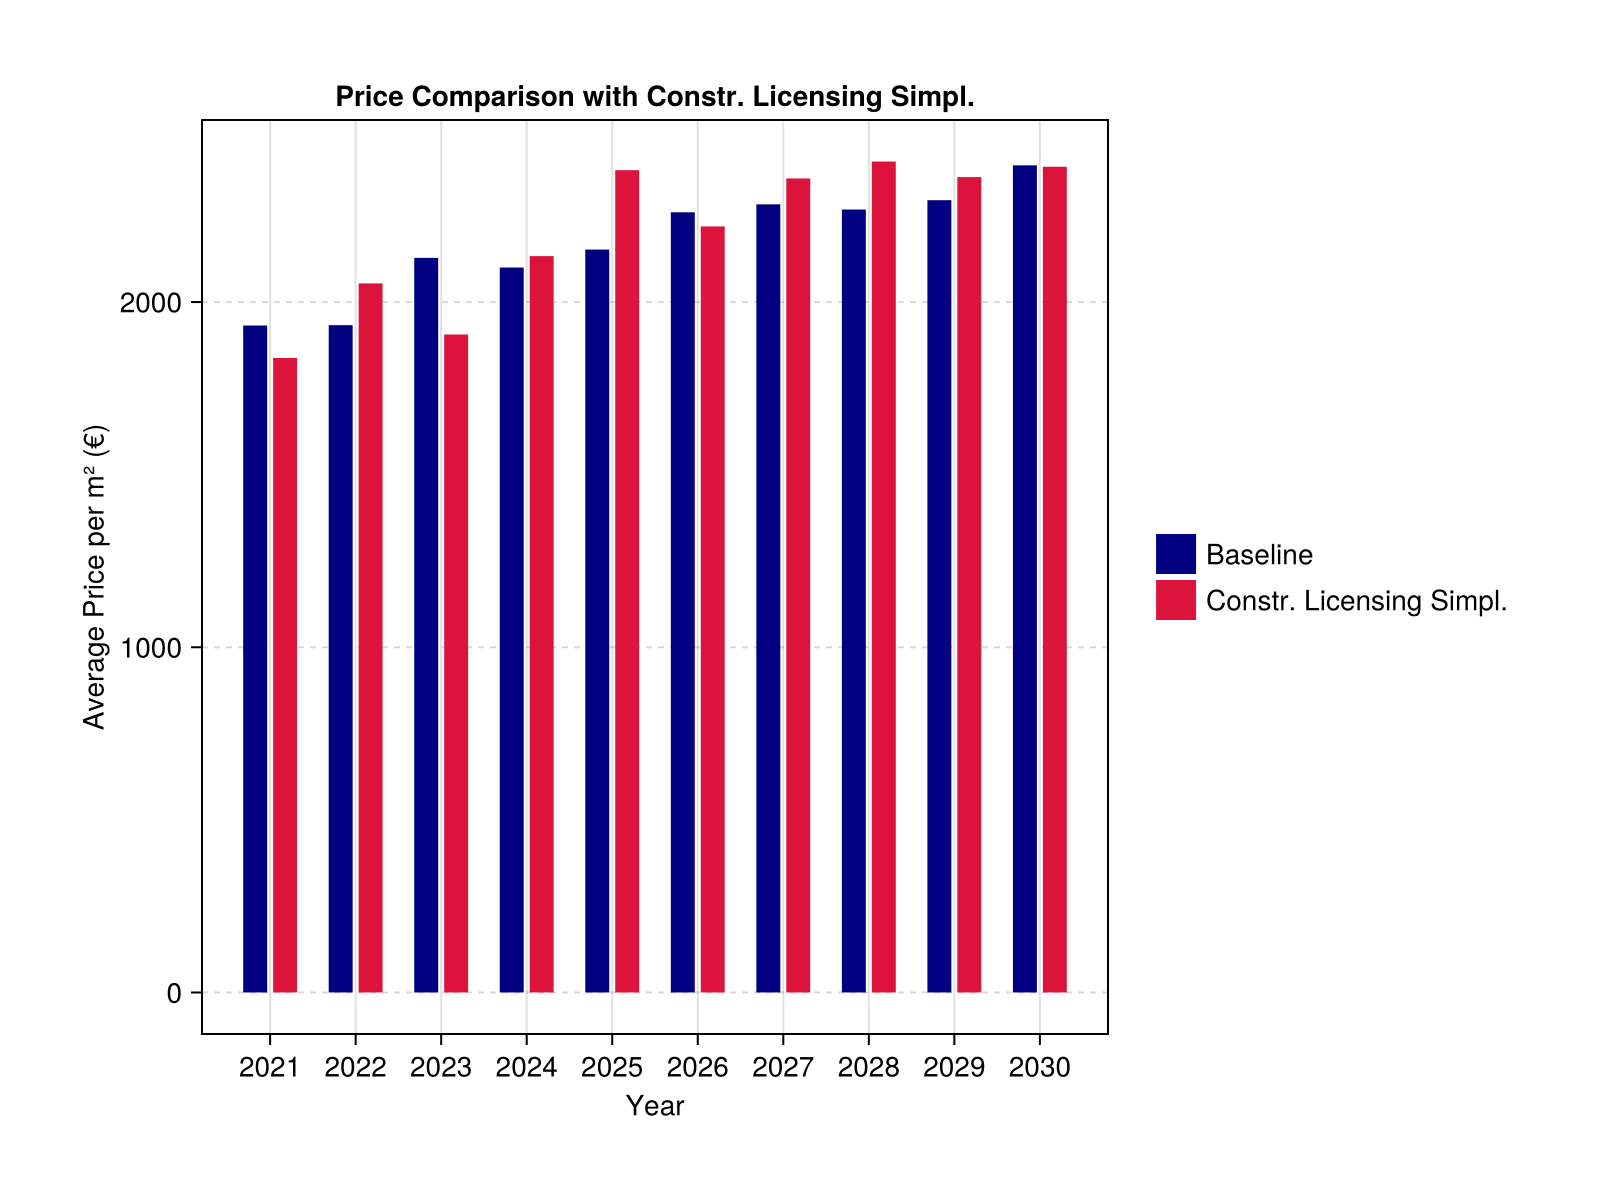 Price Comparison with Constr. Licensing Simpl.
Average Price per m² (€)
2000
1000
0
2021 2022 2023 2024 2025 2026 2027 2028 2029 2030
Year
Baseline
Constr. Licensing Simpl.